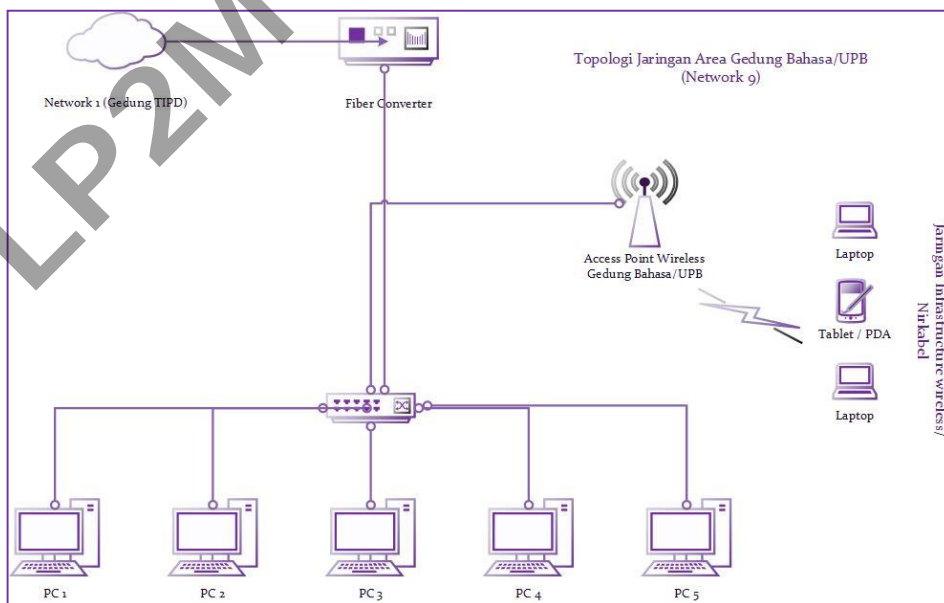 LP2M
Topologi Jaringan Area Gedung Bahasa/UPB
(Network 9)
Network 1 (Gedung TIPD)
Fiber Converter
Access Point Wireless
Gedung Bahasa/UPB
Laptop
Tablet / PDA
Laptop
Jaringan Infrastructure wireless/
Nirkabel
PC 1
PC 2
PC 3
PC 4
PC 5